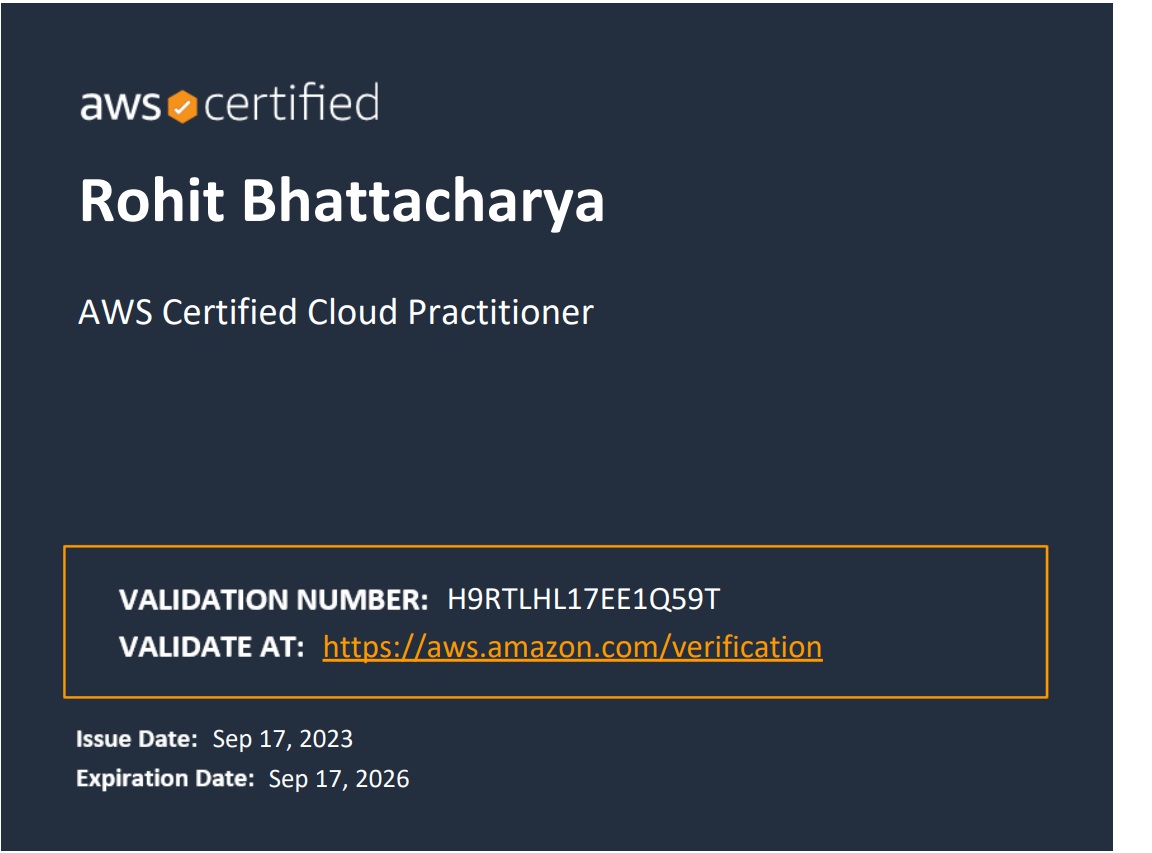 aws certified
Rohit Bhattacharya
AWS Certified Cloud Practitioner
VALIDATION NUMBER: H9RTLHL17EE1Q59T
VALIDATE AT: https://aws.amazon.com/verification
Issue Date: Sep 17, 2023
Expiration Date: Sep 17, 2026